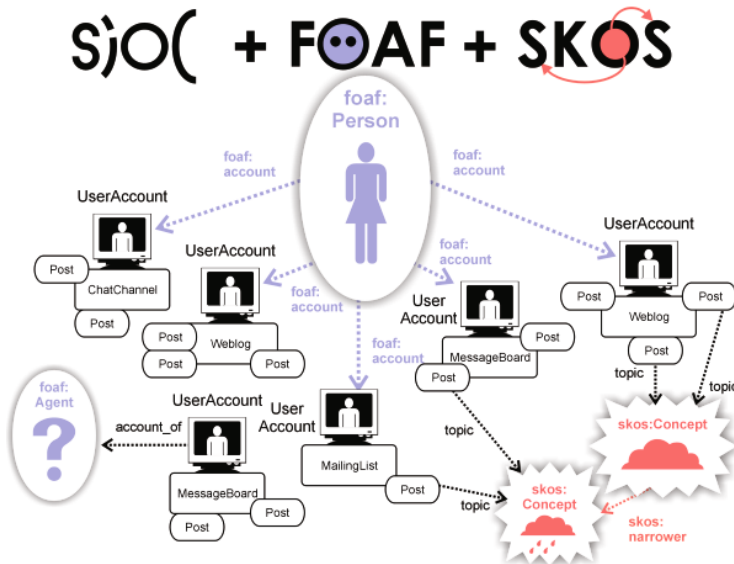 SIOC + FOAF + SKOS
foaf:
Person
foaf:
account
foaf:
account
UserAccount
UserAccount
Post
ChatChannel
Post
UserAccount
foaf:
account
foaf:
account
Post
Weblog
Post
Post
User
Account
Post
MessageBoard
Post
Post
Post
Weblog
Post
foaf:
account
topic
topic
foaf:
Agent
account_of
UserAccount
MessageBoard
Post
Post
User
Account
MailingList
Post
topic
topic
skos:Concept
skos:
Concept
skos:
narrower